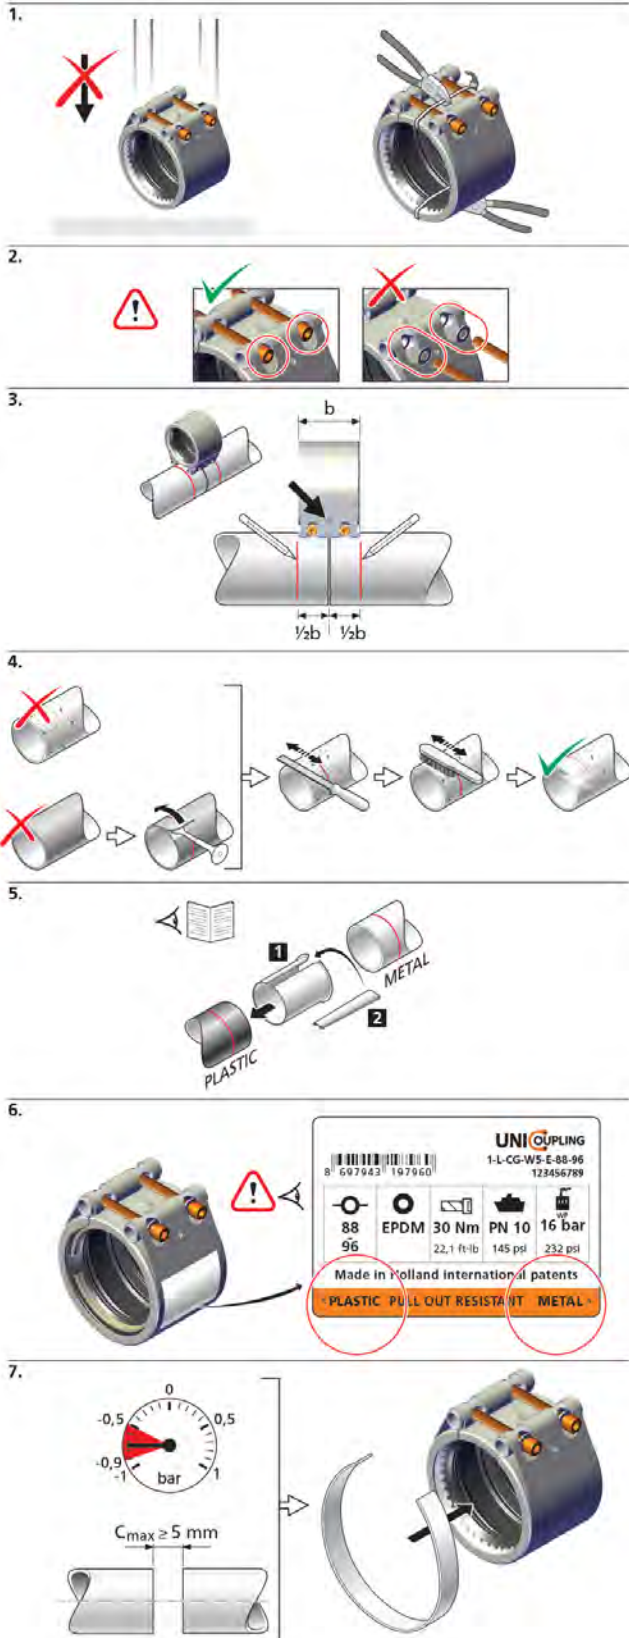 1.
2.
3.
b
½b ½b
4.
5.
1
METAL
2
PLASTIC
6.
UNICOUPLING
1-L-CG-W5-E-88-96
123456789
8 697943 197960
WP
88 - 96 EPDM 30 Nm PN 10 16 bar
22,1 ft-lb 145 psi 232 psi
Made in Holland international patents
‹PLASTIC PULL OUT RESISTANT METAL›
7.
0
-0,5 0,5
-0,9
-1 bar 1
Cmax ≥ 5 mm